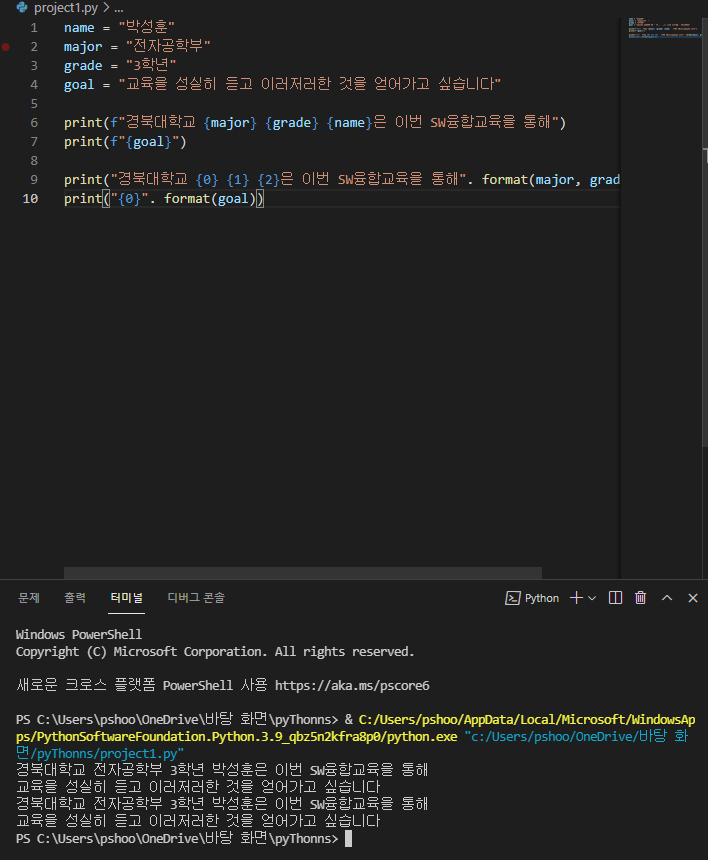 project1.py > ...
1 name = "박성훈"
2 major = "전자공학부"
3 grade = "3학년"
4 goal = "교육을 성실히 듣고 이러저러한 것을 얻어가고 싶습니다"
5
6 print(f"경북대학교 {major} {grade} {name}은 이번 SW융합교육을 통해")
7 print(f"{goal}")
8
9 print("경북대학교 {0} {1} {2}은 이번 SW융합교육을 통해". format(major, grad
10 print("{0}". format(goal))
문제 출력 터미널 디버그 콘솔 Python
Windows PowerShell
Copyright (C) Microsoft Corporation. All rights reserved.
새로운 크로스 플랫폼 PowerShell 사용 https://aka.ms/pscore6
PS C:\Users\pshoo\OneDrive\바탕 화면\pyThonns> & C:/Users/pshoo/AppData/Local/Microsoft/WindowsAp
ps/PythonSoftwareFoundation.Python.3.9_qbz5n2kfra8p0/python.exe "c:/Users/pshoo/OneDrive/바탕 화
면/pyThonns/project1.py"
경북대학교 전자공학부 3학년 박성훈은 이번 SW융합교육을 통해
교육을 성실히 듣고 이러저러한 것을 얻어가고 싶습니다
경북대학교 전자공학부 3학년 박성훈은 이번 SW융합교육을 통해
교육을 성실히 듣고 이러저러한 것을 얻어가고 싶습니다
PS C:\Users\pshoo\OneDrive\바탕 화면\pyThonns>